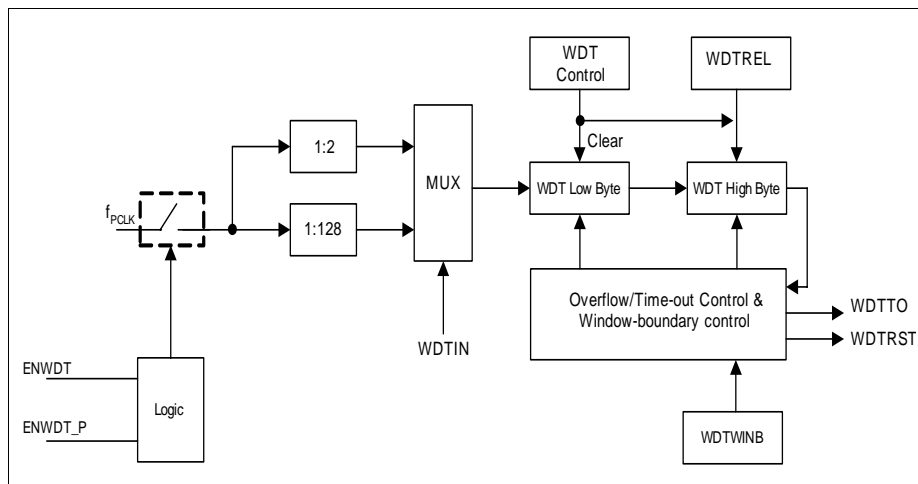 WDT
Control
WDTREL
Clear
1:2
MUX
WDT Low Byte
WDT High Byte
fPCLK
1:128
Overflow/Time-out Control &
Window-boundary control
WDTTO
WDTRST
WDTIN
ENWDT
Logic
ENWDT_P
WDTWINB